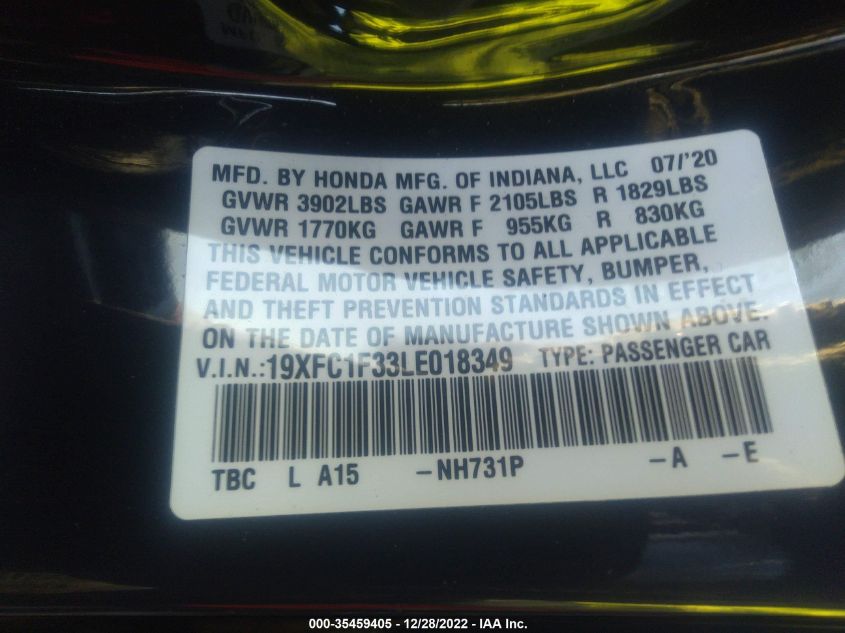 MFD. BY HONDA MFG. OF INDIANA, LLC 07/'20
GVWR 3902LBS GAWR F 2105LBS R 1829LBS
GVWR 1770KG GAWR F 955KG R 830KG
THIS VEHICLE CONFORMS TO ALL APPLICABLE
FEDERAL MOTOR VEHICLE SAFETY, BUMPER,
AND THEFT PREVENTION STANDARDS IN EFFECT
ON THE DATE OF MANUFACTURE SHOWN ABOVE.
V.I.N.:19XFC1F33LE018349 TYPE: PASSENGER CAR
TBC L A15 -NH731P -A -E
000-35459405 - 12/28/2022 - IAA Inc.